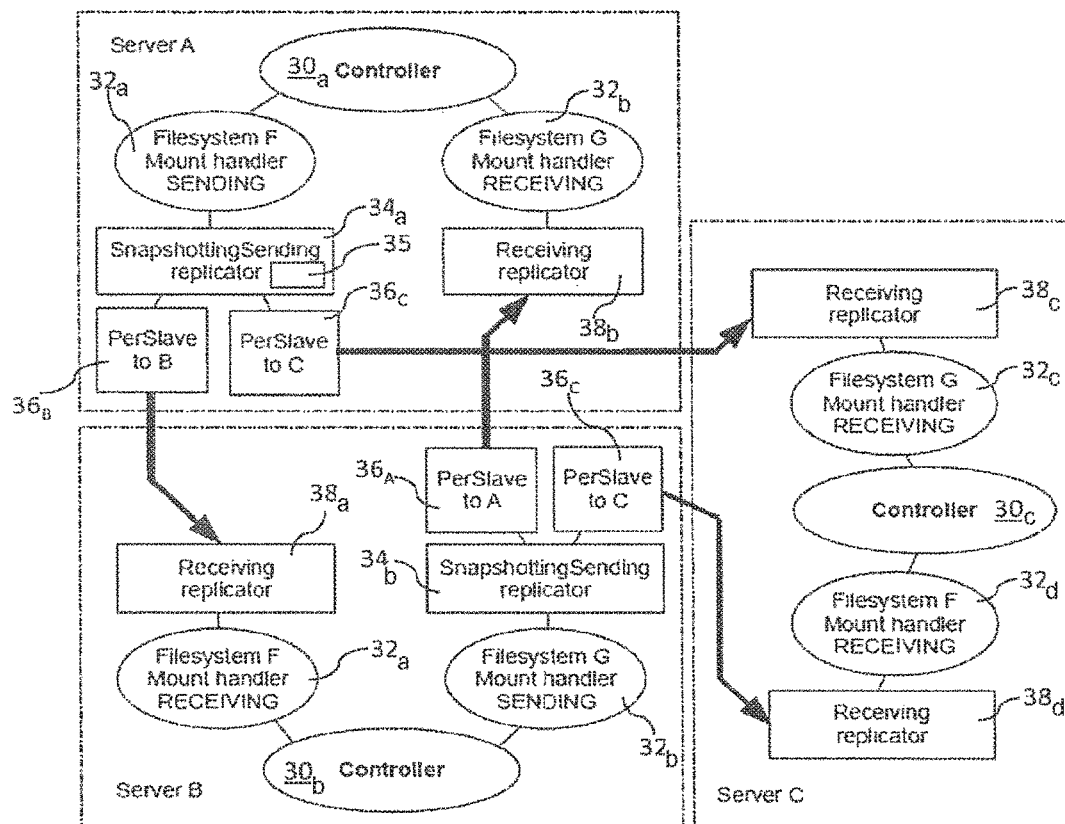 Server A
30a Controller
32a
32b
Filesystem F
Mount handler
SENDING
Filesystem G
Mount handler
RECEIVING
34a
SnapshottingSending
replicator
35
Receiving
replicator
36C
38b
PerSlave
to B
PerSlave
to C
36B
Receiving
replicator
38c
Filesystem G
Mount handler
RECEIVING
32c
Controller 30c
Filesystem F
Mount handler
RECEIVING
32d
Receiving
replicator
38d
Server C
36C
36A
PerSlave
to A
PerSlave
to C
38a
Receiving
replicator
34b
SnapshottingSending
replicator
Filesystem F
Mount handler
RECEIVING
32a
Filesystem G
Mount handler
SENDING
32b
30b Controller
Server B